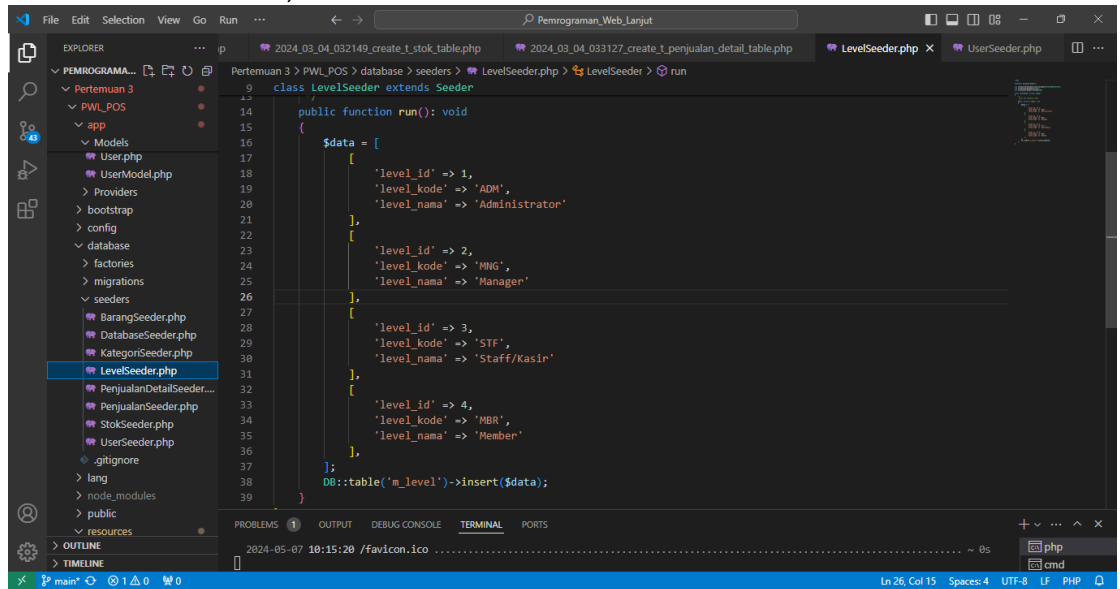 File Edit Selection View Go Run ··· Pemrograman_Web_Lanjut
EXPLORER ···
PEMROGRAMA...
Pertemuan 3
PWL_POS
app
Models
User.php
UserModel.php
Providers
bootstrap
config
database
factories
migrations
seeders
BarangSeeder.php
DatabaseSeeder.php
KategoriSeeder.php
LevelSeeder.php
PenjualanDetailSeeder....
PenjualanSeeder.php
StokSeeder.php
UserSeeder.php
.gitignore
lang
node_modules
public
resources
OUTLINE
TIMELINE
43
p 2024_03_04_032149_create_t_stok_table.php 2024_03_04_033127_create_t_penjualan_detail_table.php LevelSeeder.php UserSeeder.php ···
Pertemuan 3 > PWL_POS > database > seeders > LevelSeeder.php > LevelSeeder > run
9 class LevelSeeder extends Seeder
13 */
14 public function run(): void
15 {
16 $data = [
17 [
18 'level_id' => 1,
19 'level_kode' => 'ADM',
20 'level_nama' => 'Administrator'
21 ],
22 [
23 'level_id' => 2,
24 'level_kode' => 'MNG',
25 'level_nama' => 'Manager'
26 ],
27 [
28 'level_id' => 3,
29 'level_kode' => 'STF',
30 'level_nama' => 'Staff/Kasir'
31 ],
32 [
33 'level_id' => 4,
34 'level_kode' => 'MBR',
35 'level_nama' => 'Member'
36 ],
37 ];
38 DB::table('m_level')->insert($data);
39 }
PROBLEMS 1 OUTPUT DEBUG CONSOLE TERMINAL PORTS
2024-05-07 10:15:20 /favicon.ico ........................................ ~ 0s
php
cmd
main* 1 0 0 Ln 26, Col 15 Spaces: 4 UTF-8 LF PHP